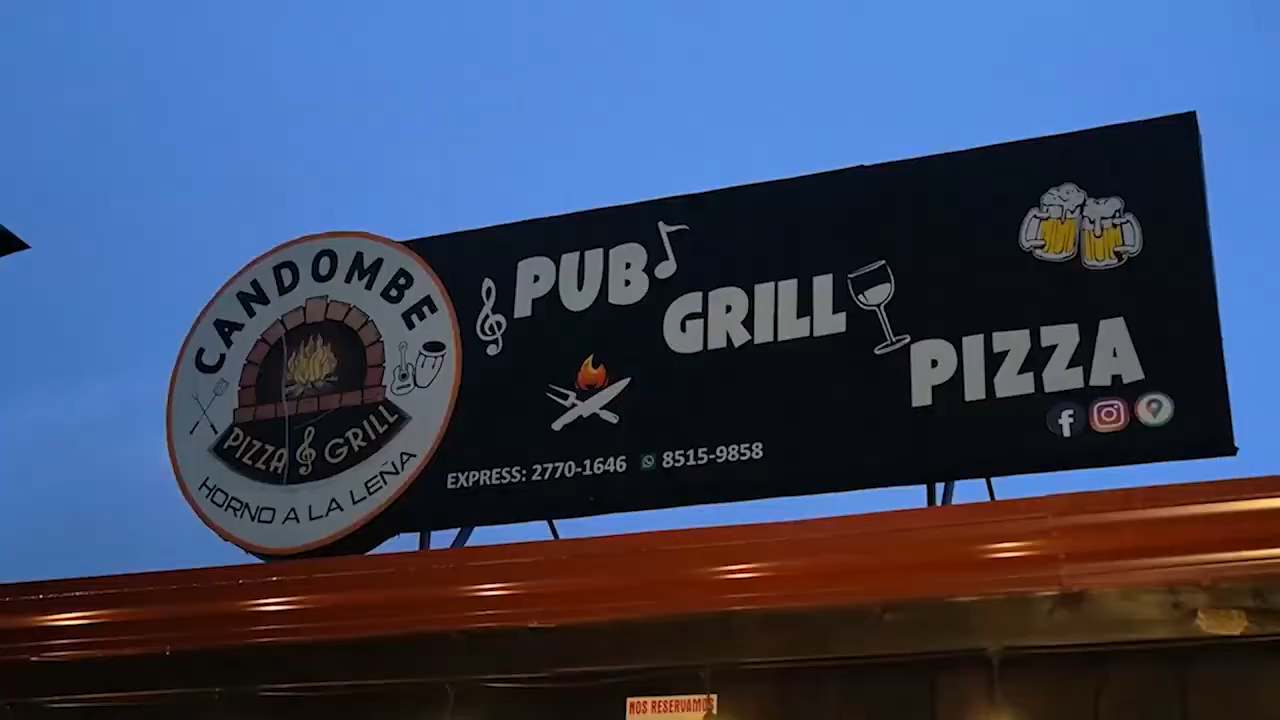 CANDOMBE
PIZZA GRILL
HORNO A LA LEÑA
PUB
GRILL
PIZZA
EXPRESS: 2770-1646 8515-9858
NOS RESERVAMOS